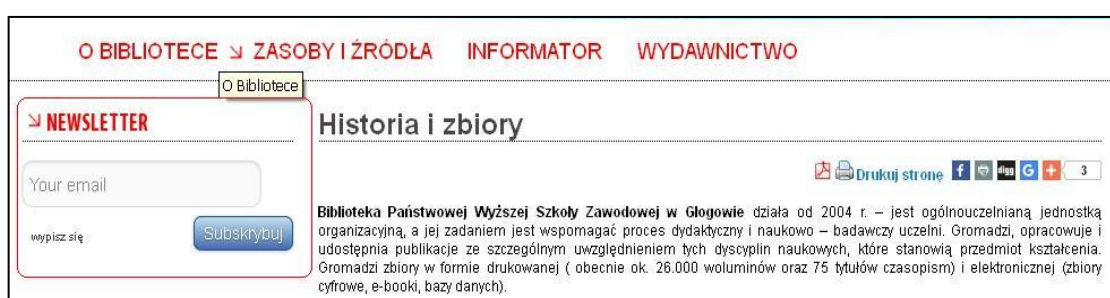 O BIBLIOTECE ZASOBY I ŹRÓDŁA INFORMATOR WYDAWNICTWO
O Bibliotece
NEWSLETTER
Your email
wypisz się Subskrybuj
Historia i zbiory
Drukuj stronę f digg G + 3
Biblioteka Państwowej Wyższej Szkoły Zawodowej w Głogowie działa od 2004 r. – jest ogólnouczelnianą jednostką
organizacyjną, a jej zadaniem jest wspomagać proces dydaktyczny i naukowo – badawczy uczelni. Gromadzi, opracowuje i
udostępnia publikacje ze szczególnym uwzględnieniem tych dyscyplin naukowych, które stanowią przedmiot kształcenia.
Gromadzi zbiory w formie drukowanej ( obecnie ok. 26.000 woluminów oraz 75 tytułów czasopism) i elektronicznej (zbiory
cyfrowe, e-booki, bazy danych).